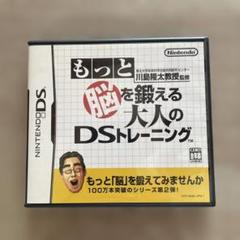 Nintendo
川島隆太教授監修
もっと
脳を鍛える
大人の
DSトレーニング
NINTENDO DS
もっと「脳」を鍛えてみませんか
100万本突破のシリーズ第2弾!